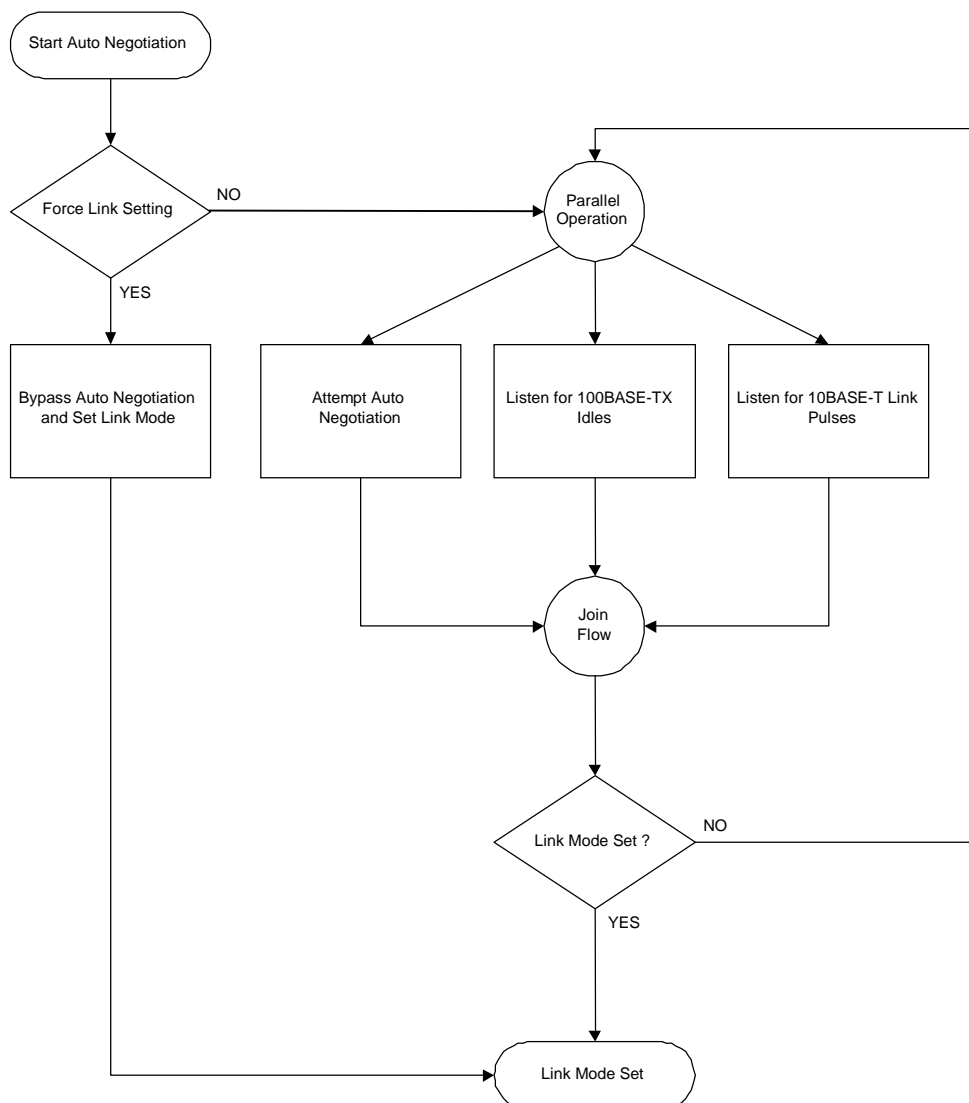 Start Auto Negotiation
Force Link Setting
NO
YES
Parallel
Operation
Bypass Auto Negotiation
and Set Link Mode
Attempt Auto
Negotiation
Listen for 100BASE-TX
Idles
Listen for 10BASE-T Link
Pulses
Join
Flow
Link Mode Set ?
NO
YES
Link Mode Set